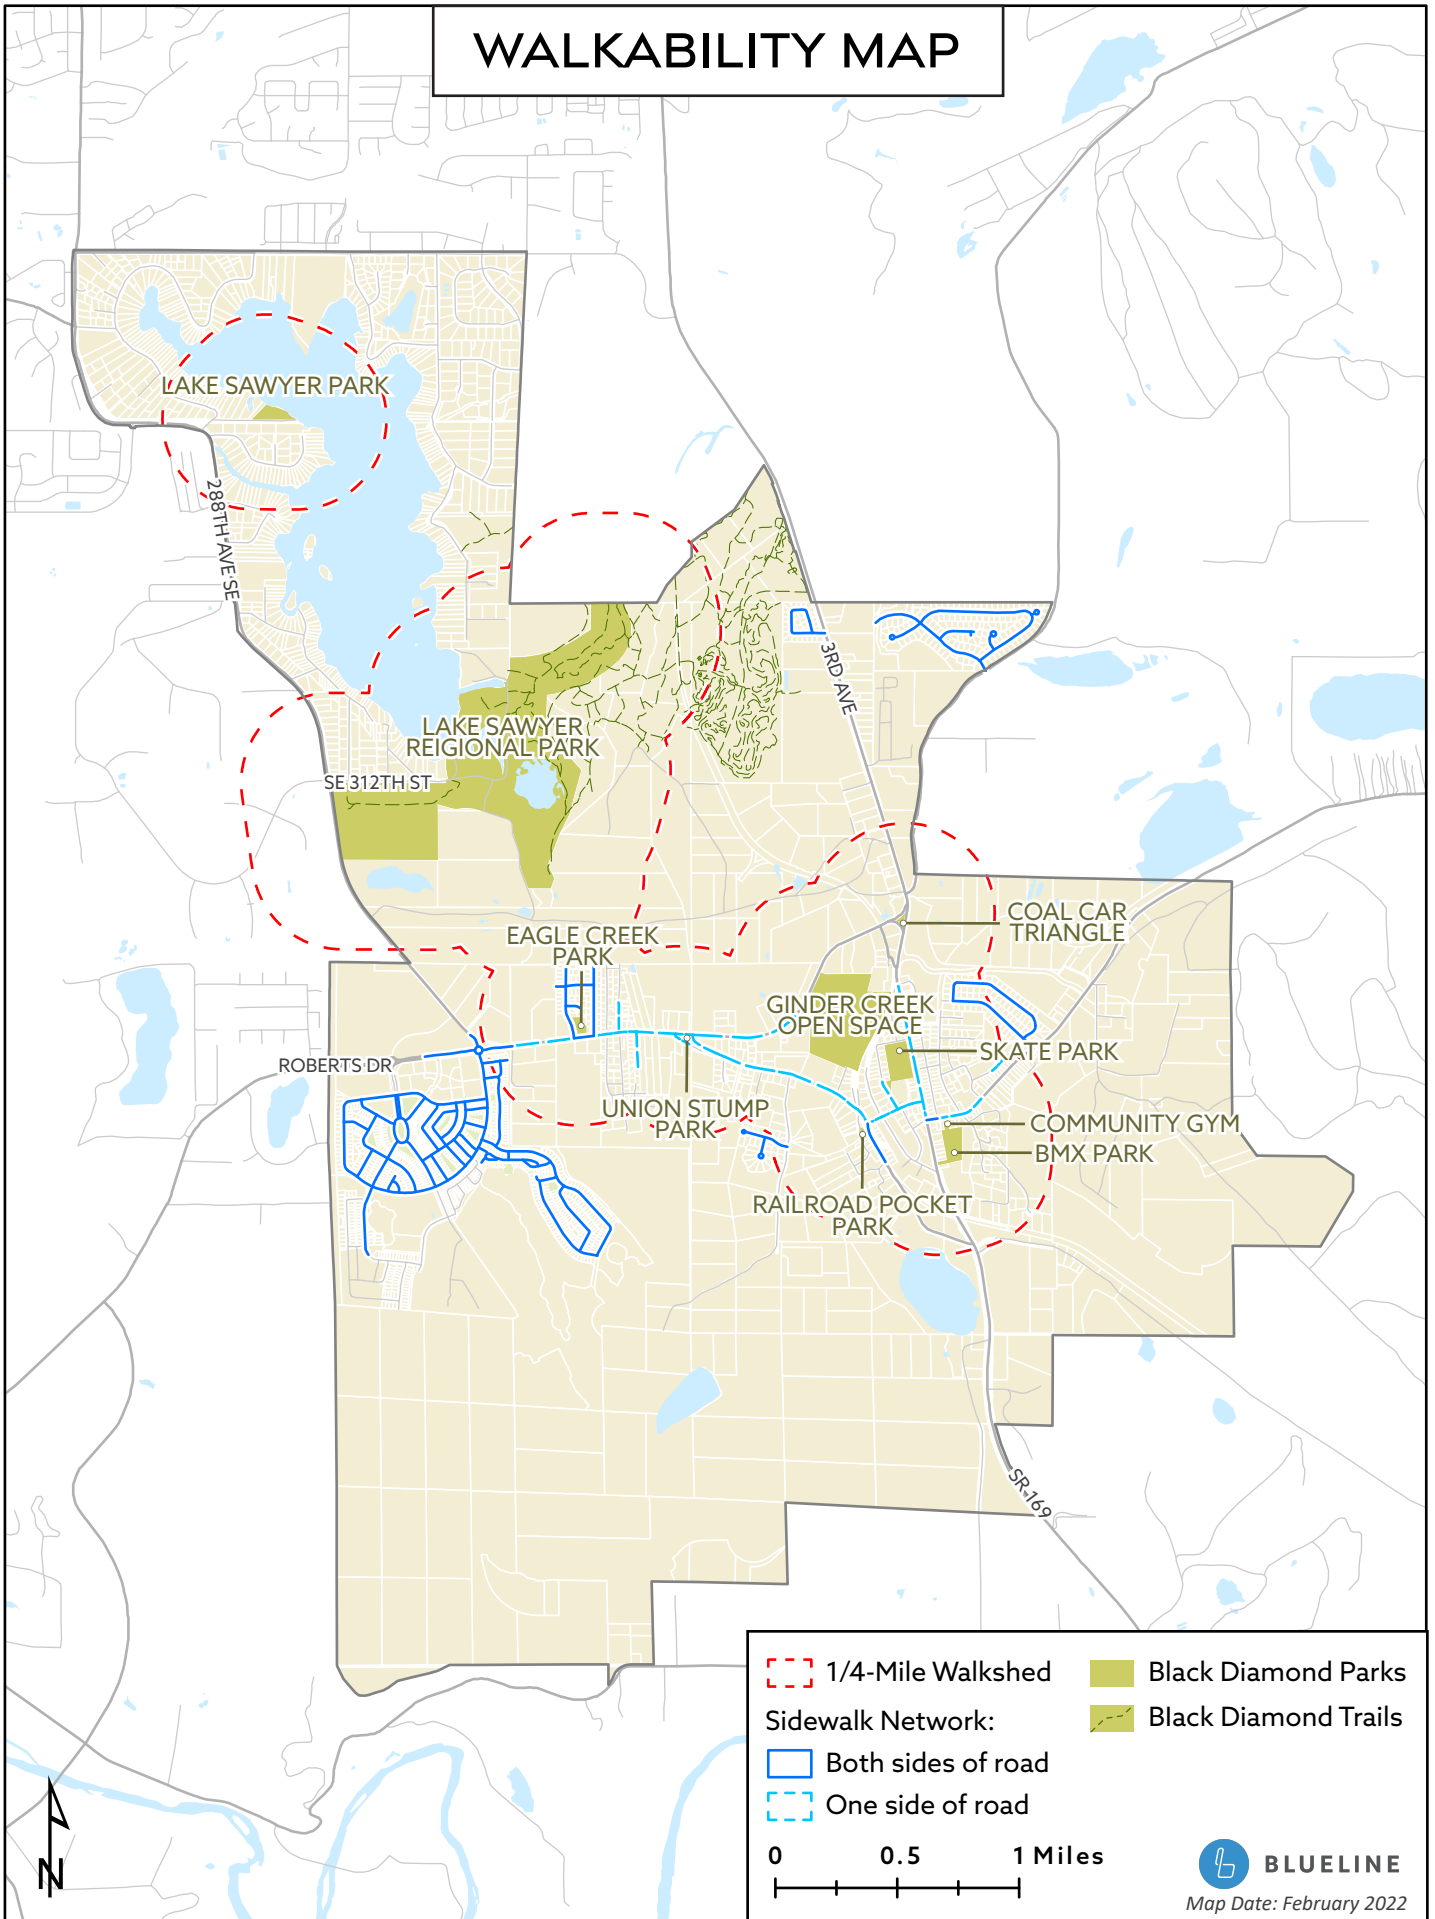 WALKABILITY MAP
LAKE SAWYER PARK
288TH AVE SE
3RD AVE
LAKE SAWYER
REIGIONAL PARK
SE 312TH ST
COAL CAR
TRIANGLE
EAGLE CREEK
PARK
GINDER CREEK
OPEN SPACE
SKATE PARK
ROBERTS DR
UNION STUMP
PARK
COMMUNITY GYM
BMX PARK
RAILROAD POCKET
PARK
SR 169
1/4-Mile Walkshed
Sidewalk Network:
Both sides of road
One side of road
Black Diamond Parks
Black Diamond Trails
0 0.5 1 Miles
N
BLUELINE
Map Date: February 2022